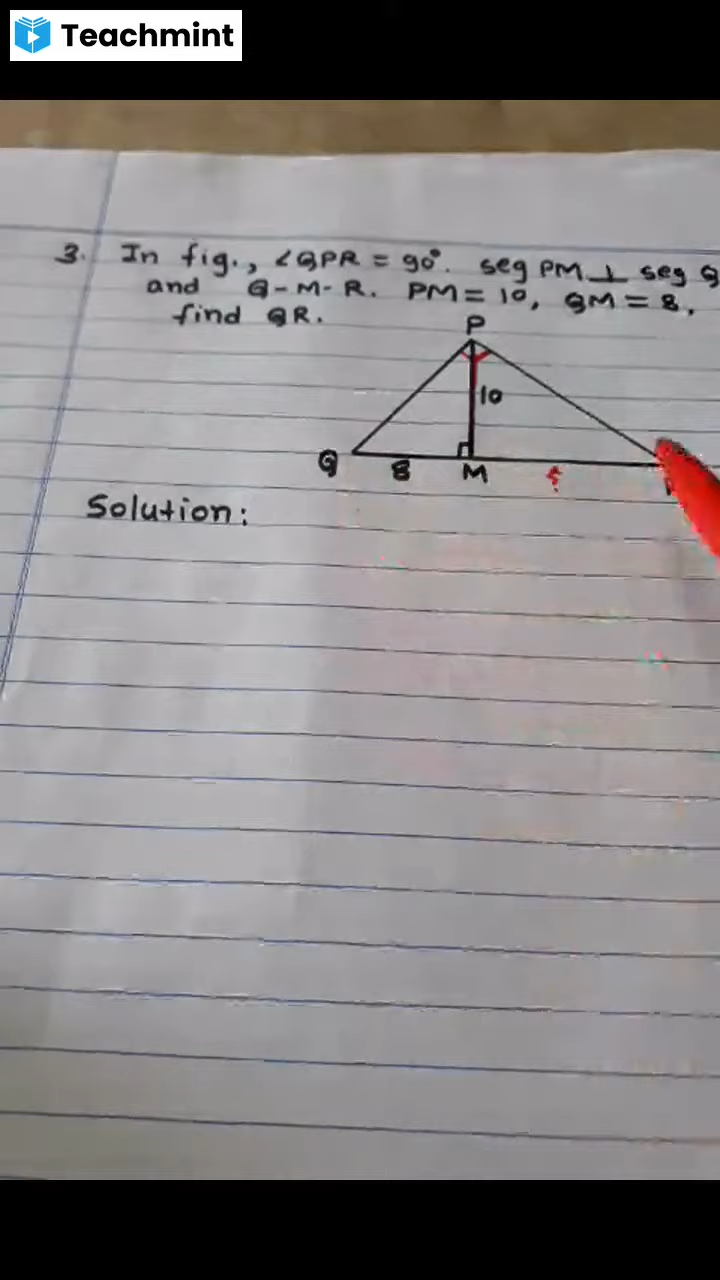 Teachmint
3. In fig., ∠QPR = 90°. seg PM ⊥ seg Q
and Q-M-R. PM = 10, QM = 8,
find QR.
P
10
Q 8 M
Solution: